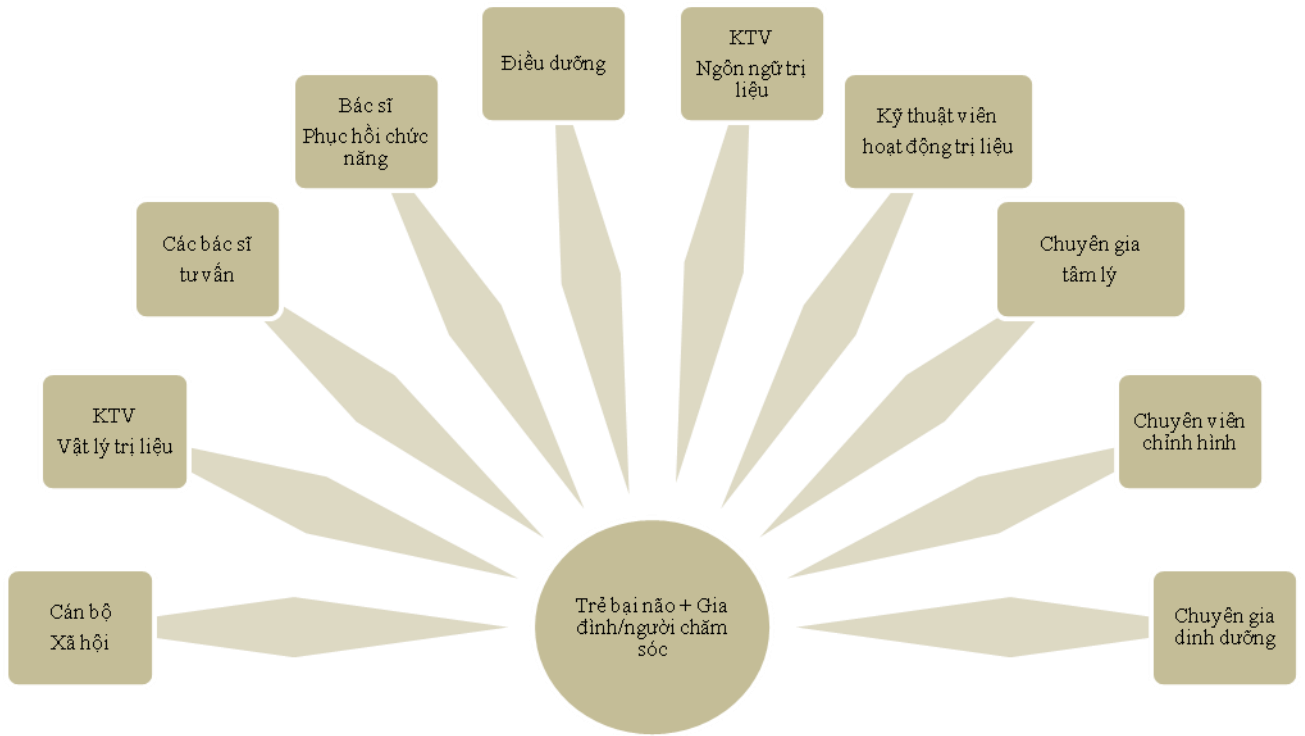 Điều dưỡng
KTV
Ngôn ngữ trị
liệu
Bác sĩ
Phục hồi chức
năng
Kỹ thuật viên
hoạt động trị liệu
Các bác sĩ
tư vấn
Chuyên gia
tâm lý
KTV
Vật lý trị liệu
Chuyên viên
chỉnh hình
Cán bộ
Xã hội
Trẻ bại não + Gia
đình/người chăm
sóc
Chuyên gia
dinh dưỡng